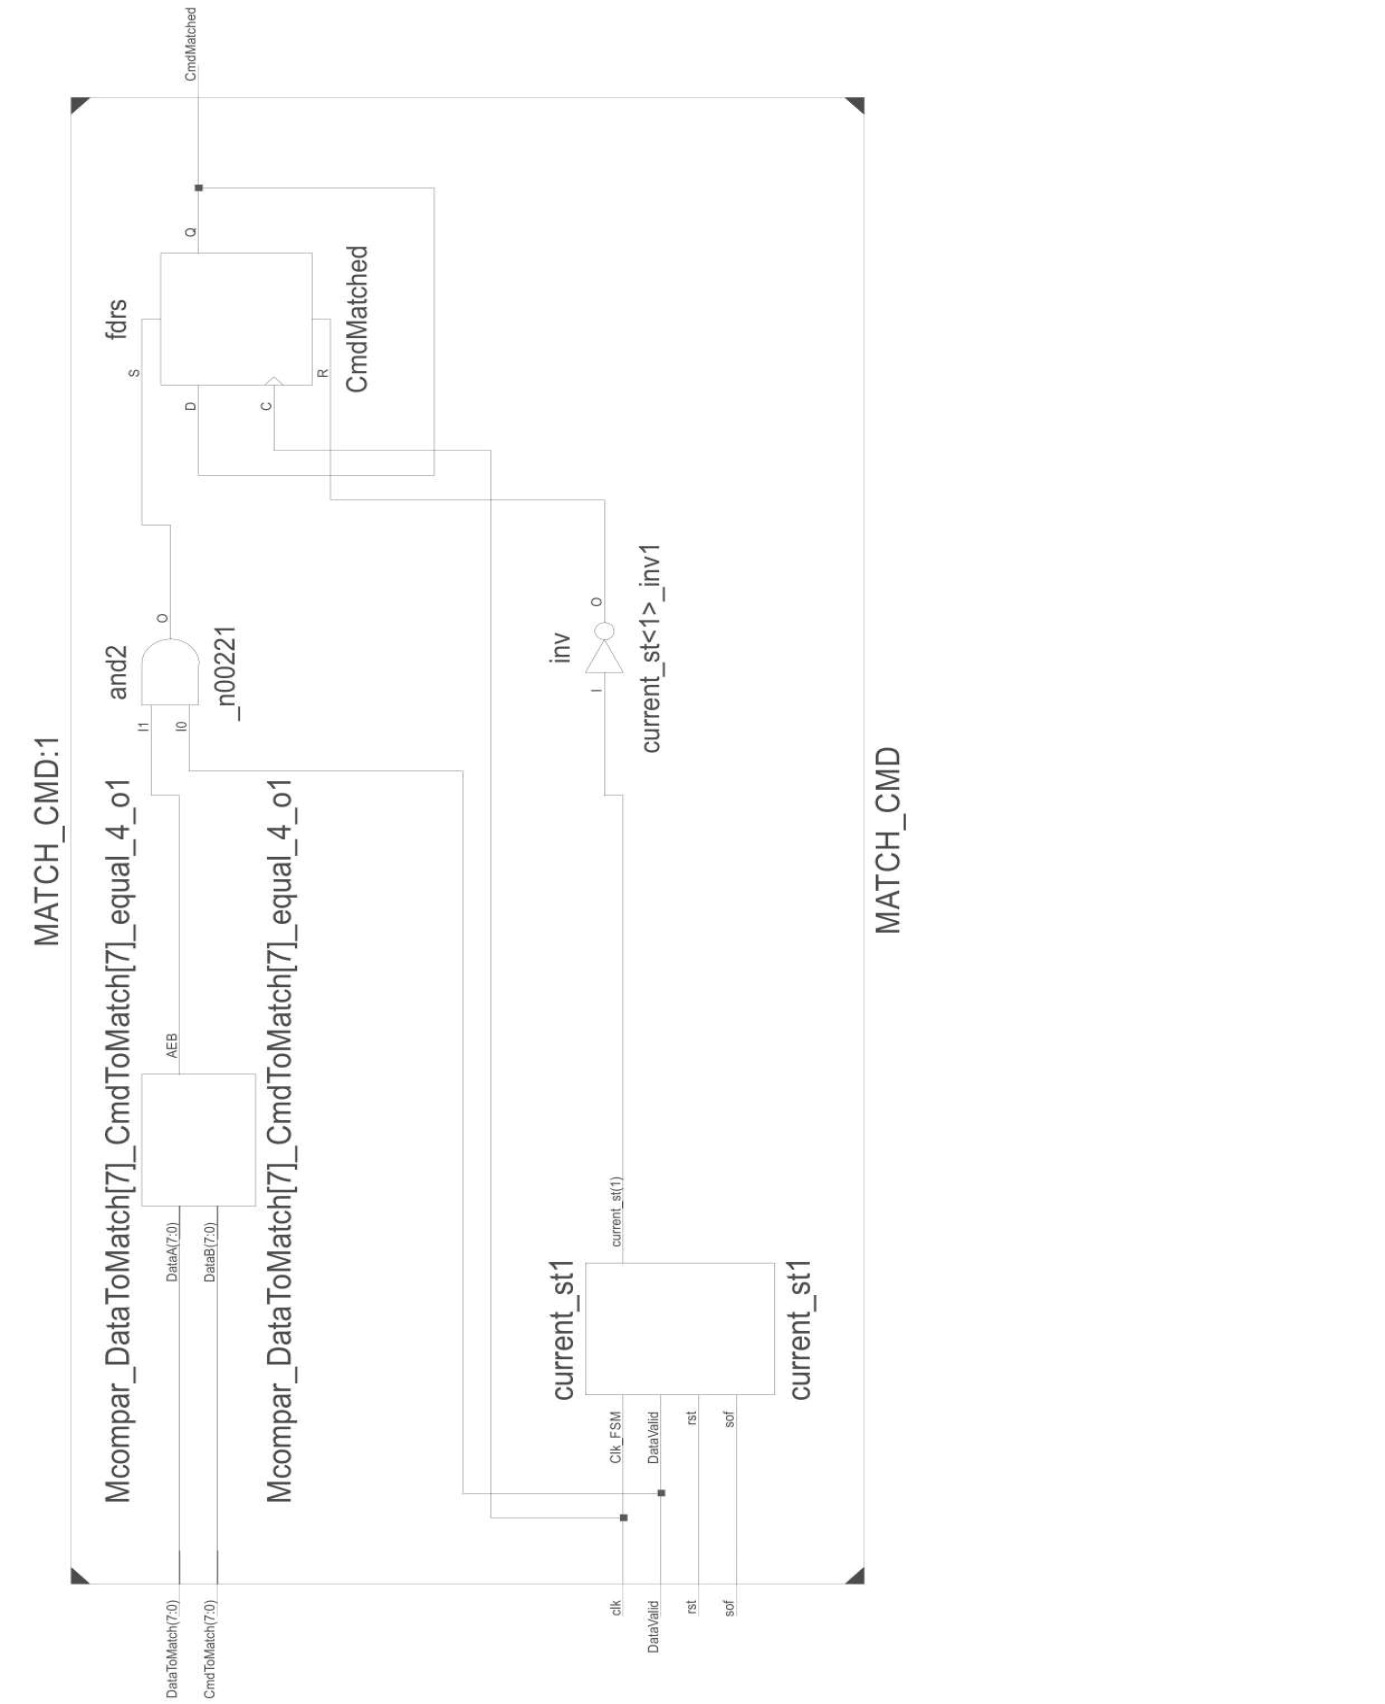 MATCH_CMD:1
Mcompar_DataToMatch[7]_CmdToMatch[7]_equal_4_o1
and2
fdrs
DataToMatch(7:0)
DataA(7:0)
AEB
I1
O
S
CmdToMatch(7:0)
DataB(7:0)
I0
D
Q
CmdMatched
Mcompar_DataToMatch[7]_CmdToMatch[7]_equal_4_o1
_n00221
C
R
CmdMatched
current_st1
inv
clk
Clk_FSM
current_st(1)
I
O
DataValid
DataValid
current_st<1>_inv1
rst
rst
sof
sof
current_st1
MATCH_CMD